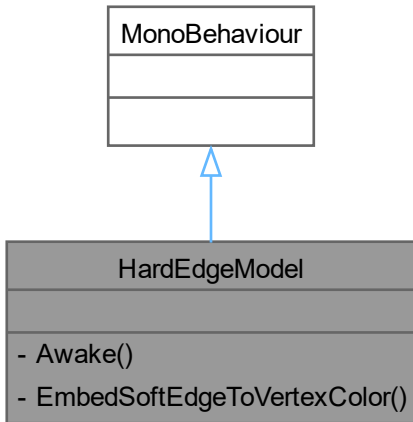 MonoBehaviour
HardEdgeModel
- Awake()
- EmbedSoftEdgeToVertexColor()